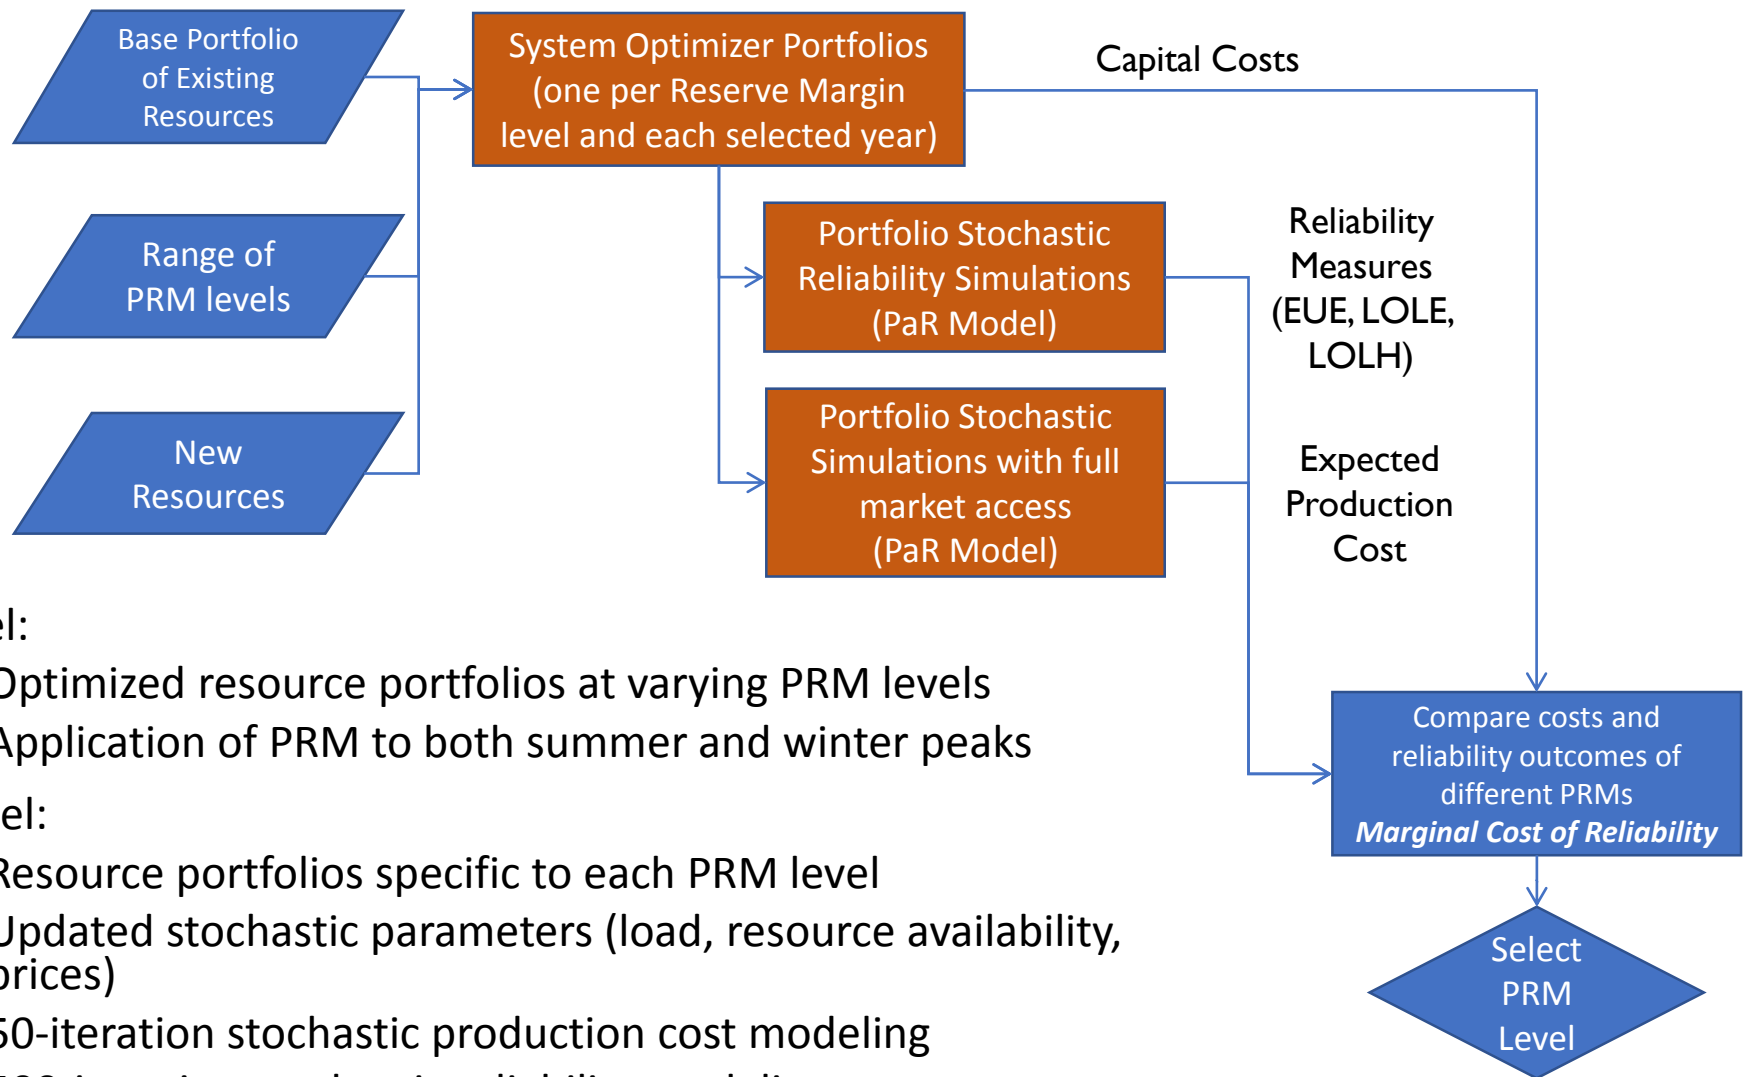 Base Portfolio
of Existing
Resources
System Optimizer Portfolios
(one per Reserve Margin
level and each selected year)
Capital Costs
Range of
PRM levels
Portfolio Stochastic
Reliability Simulations
(PaR Model)
Reliability
Measures
(EUE, LOLE,
LOLH)
New
Resources
Portfolio Stochastic
Simulations with full
market access
(PaR Model)
Expected
Production
Cost
el:
Optimized resource portfolios at varying PRM levels
Application of PRM to both summer and winter peaks
el:
Resource portfolios specific to each PRM level
Updated stochastic parameters (load, resource availability,
prices)
50-iteration stochastic production cost modeling
Compare costs and
reliability outcomes of
different PRMs
Marginal Cost of Reliability
Select
PRM
Level